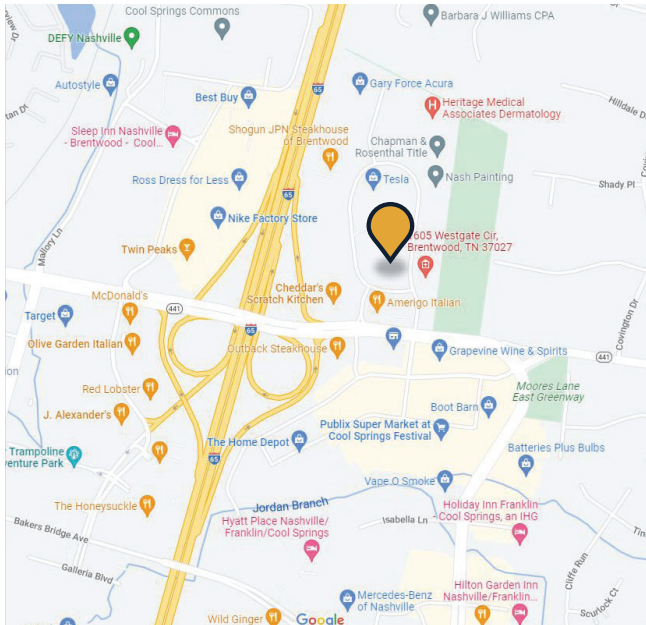 Cool Springs Commons
Barbara J Williams CPA
DEFY Nashville
65
Autostyle
Gary Force Acura
Best Buy
Heritage Medical
Associates Dermatology
Hilldale D
Shogun JPN Steakhouse
of Brentwood
Sleep Inn Nashville
- Brentwood - Cool...
Chapman &
Rosenthal Title
Ross Dress for Less
Tesla
Nash Painting
Shady Pl
65
Nike Factory Store
605 Westgate Cir,
Brentwood, TN 37027
Mallory Ln
Twin Peaks
Cheddar's
Scratch Kitchen
McDonald's
441
Amerigo Italian
Covington Dr
Target
65
Olive Garden Italian
Outback Steakhouse
Grapevine Wine & Spirits
441
Red Lobster
Moores Lane
East Greenway
J. Alexander's
Boot Barn
Publix Super Market at
Cool Springs Festival
The Home Depot
Trampoline
enture Park
65
Batteries Plus Bulbs
Vape O Smoke
The Honeysuckle
Jordan Branch
Holiday Inn Franklin
- Cool Springs, an IHG
Hyatt Place Nashville/
Franklin/Cool Springs
Isabella Ln
Bakers Bridge Ave
Galleria Blvd
Cliffe Run
Hilton Garden Inn
Nashville/Franklin...
Mercedes-Benz
of Nashville
Scurlock Ct
Wild Ginger
Google